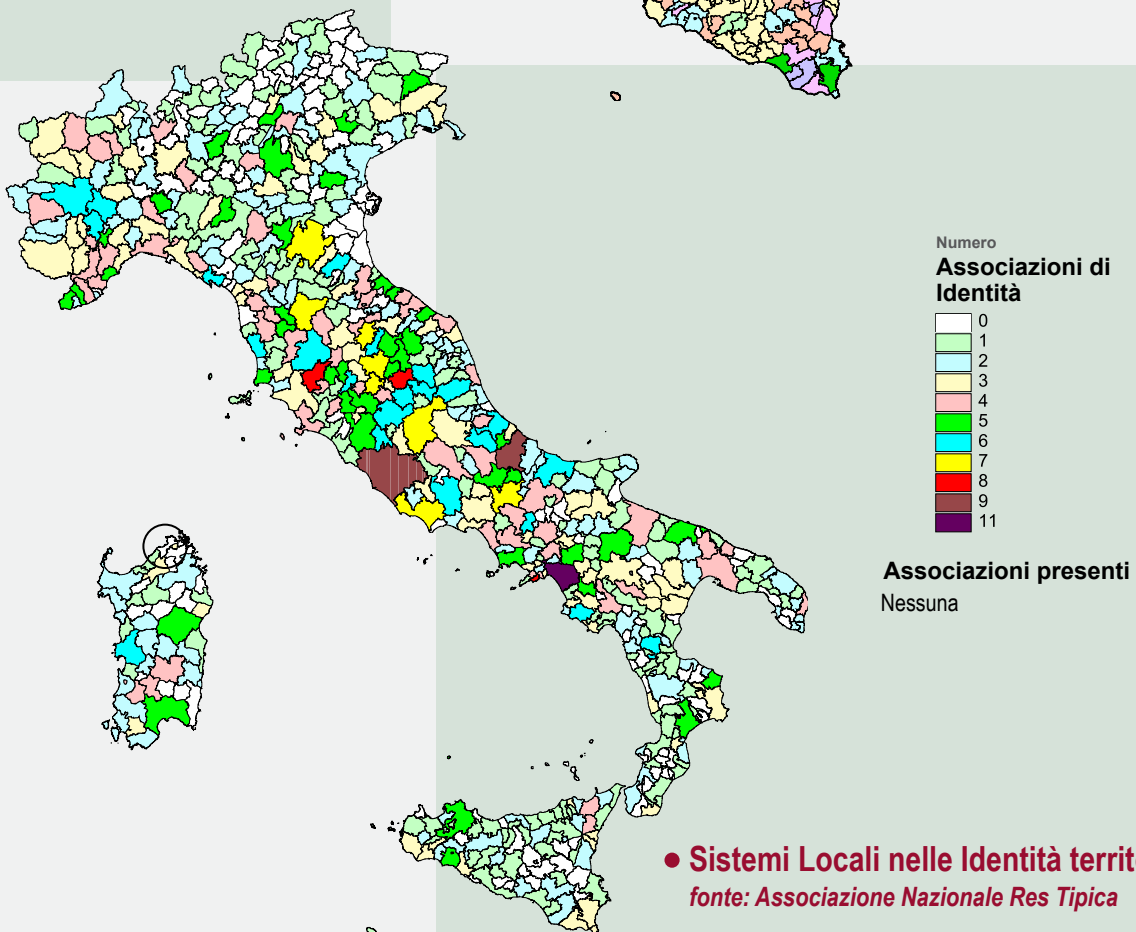 Numero
Associazioni di
Identità
0
1
2
3
4
5
6
7
8
9
11
Associazioni presenti
Nessuna
• Sistemi Locali nelle Identità territ
fonte: Associazione Nazionale Res Tipica